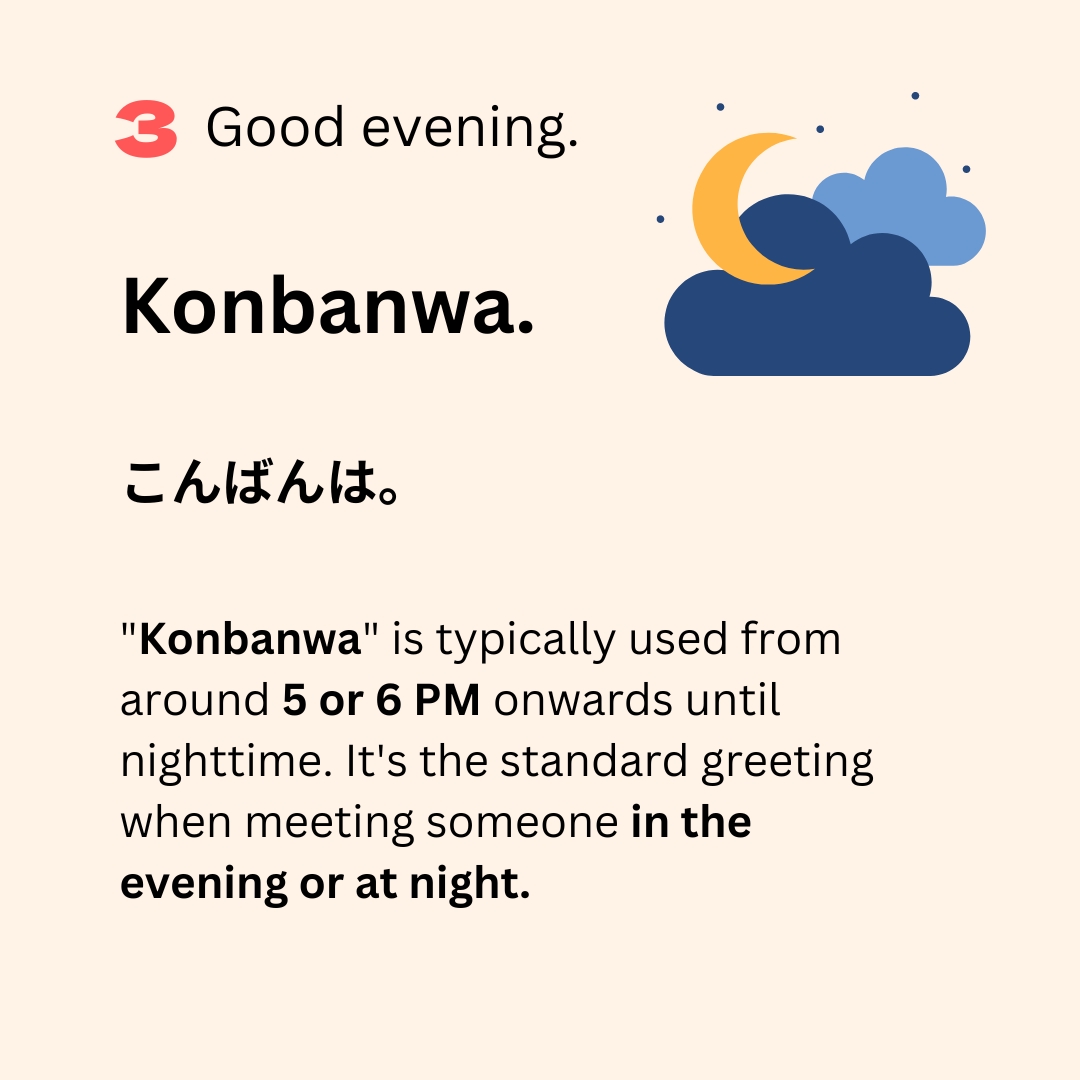 3 Good evening.
Konbanwa.
こんばんは。
"Konbanwa" is typically used from
around 5 or 6 PM onwards until
nighttime. It's the standard greeting
when meeting someone in the
evening or at night.